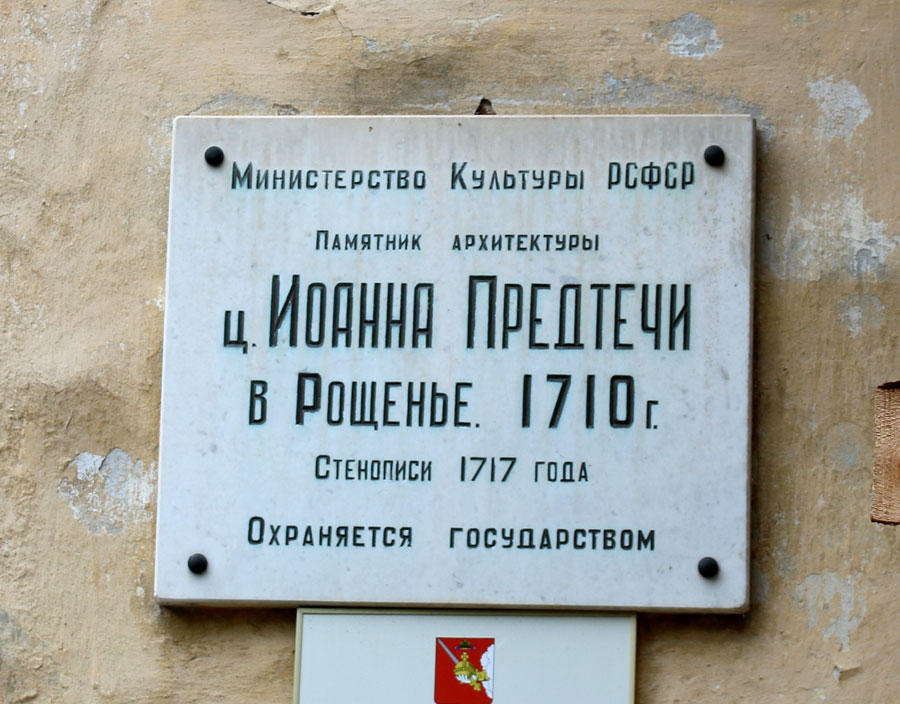 Министерство Культуры РСФСР
Памятник архитектуры
ц. Иоанна Предтечи
в Рощенье. 1710 г.
Стенописи 1717 года
Охраняется государством